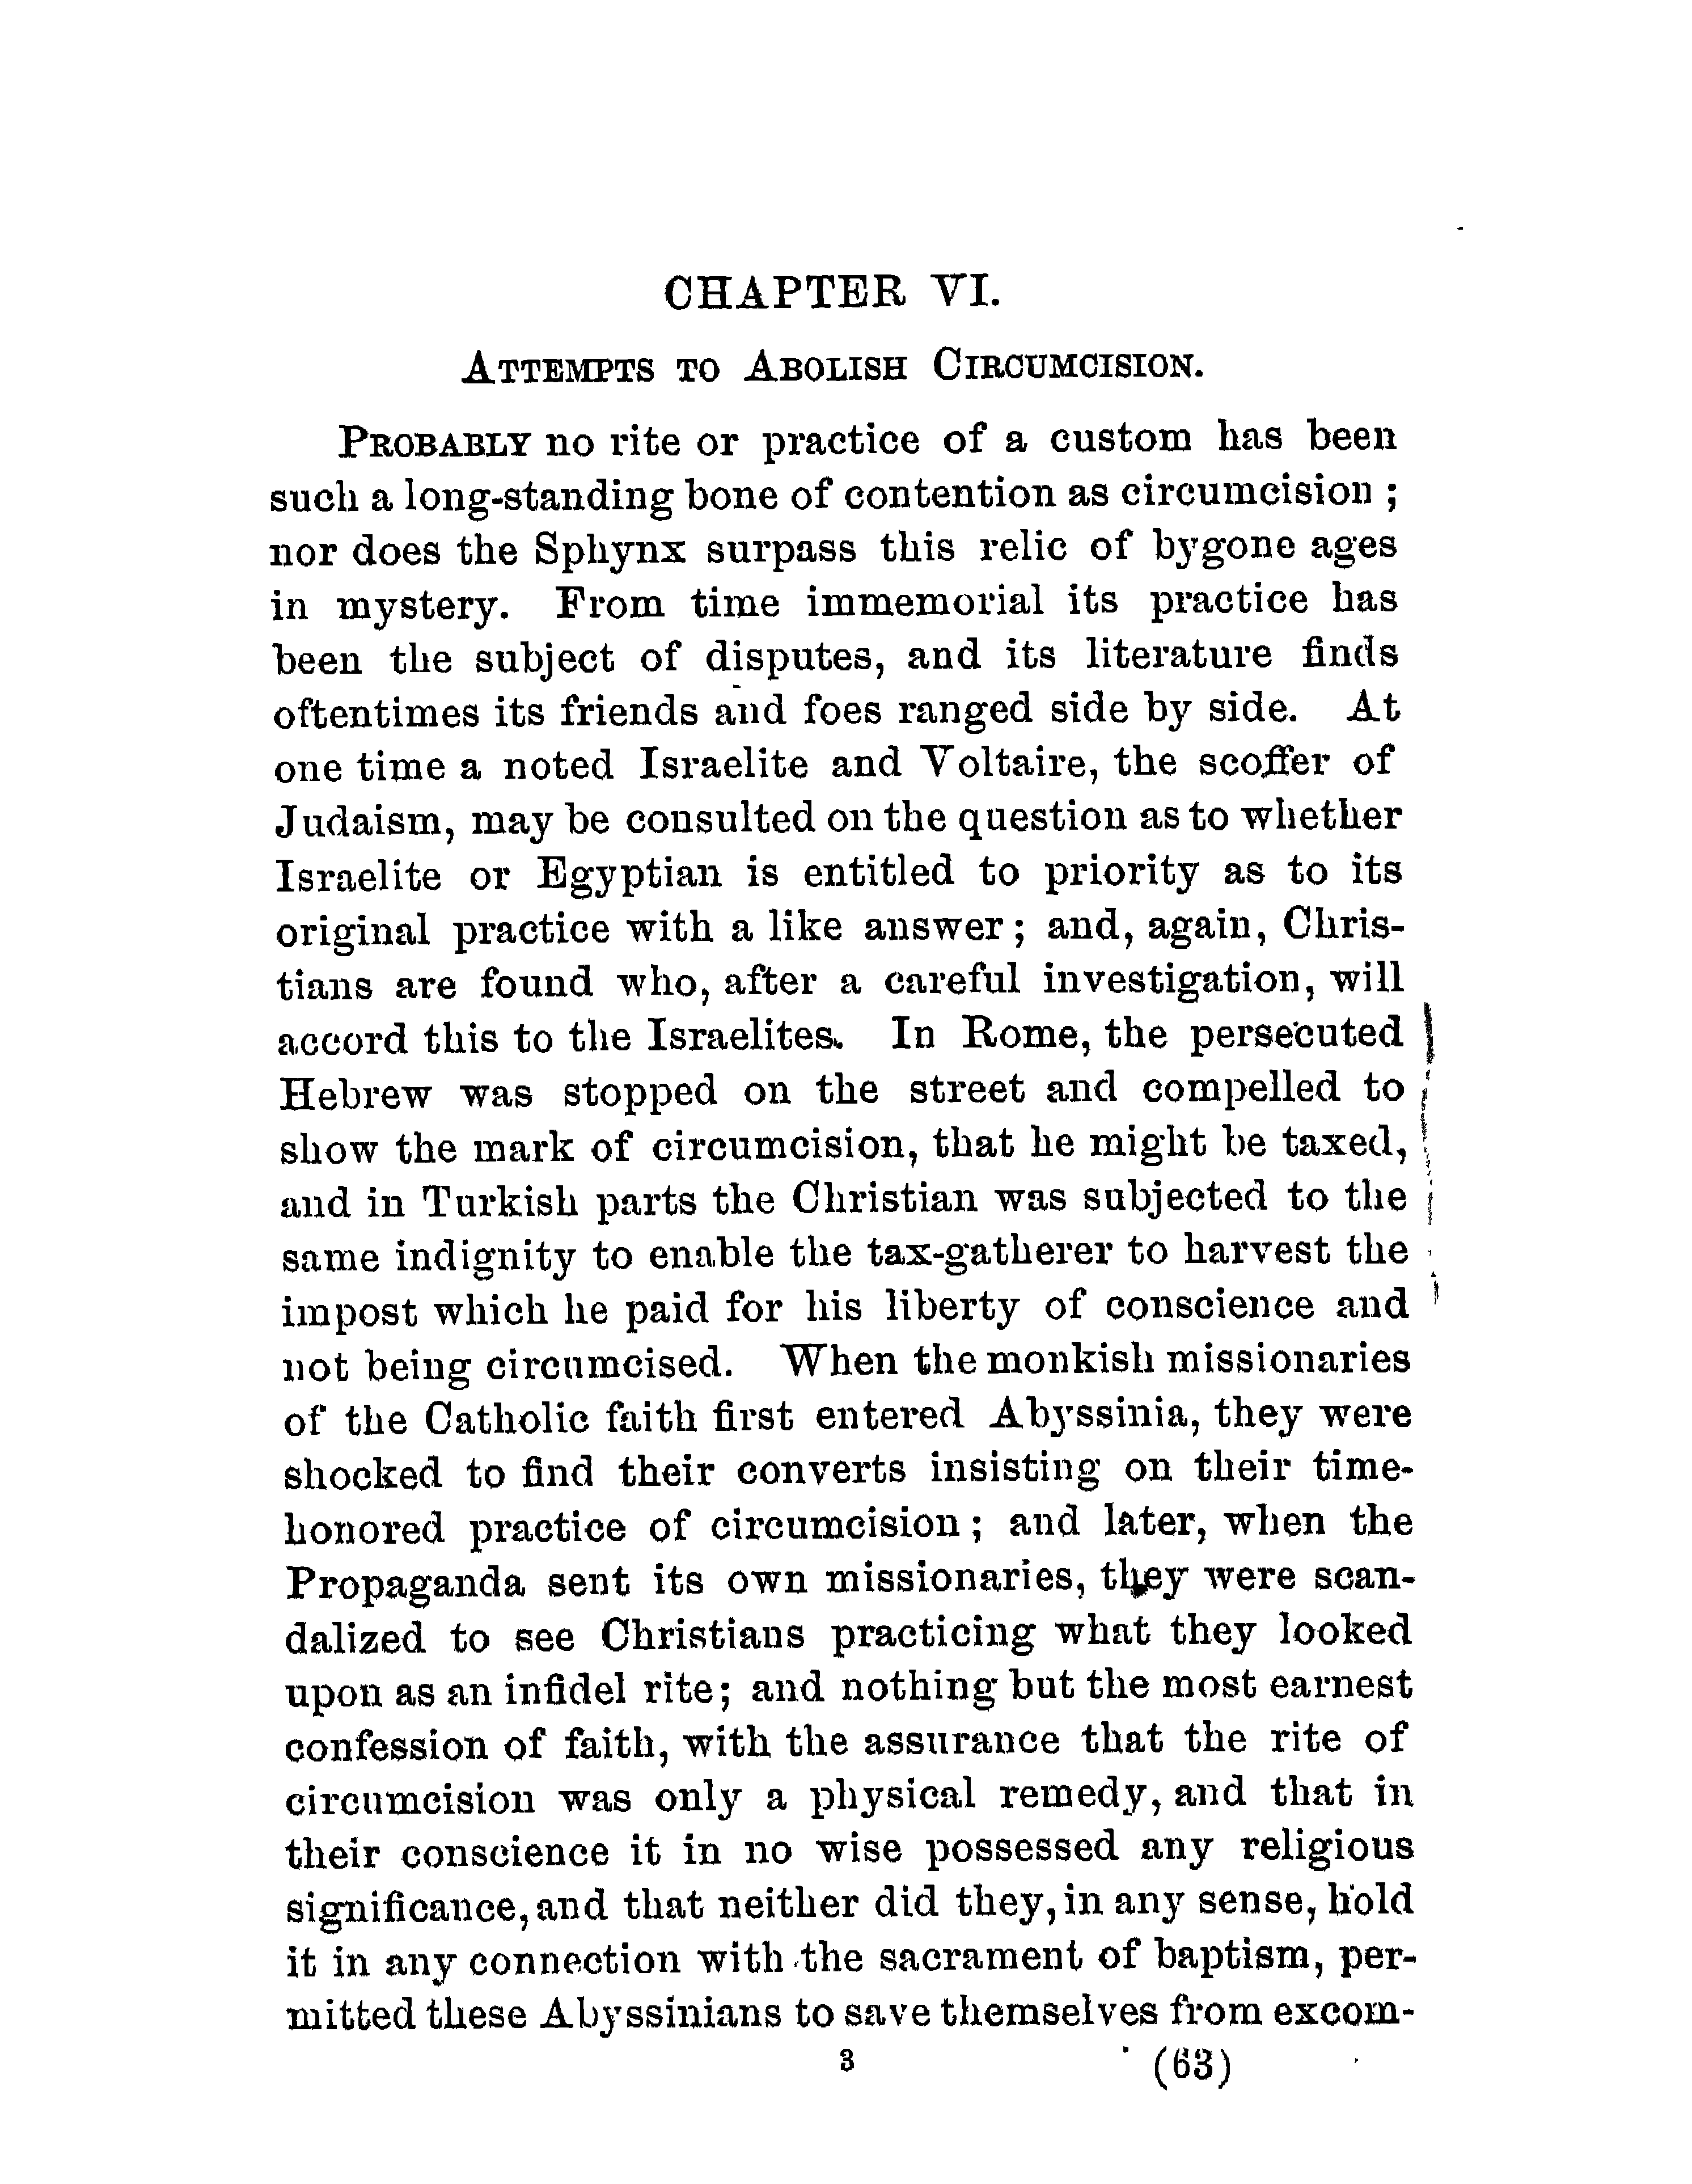 CHAPTER VI.
ATTEMPTS TO ABOLISH CIRCUMCISION.
PROBABLY no rite or practice of a custom has been
such a long-standing bone of contention as circumcision ;
nor does the Sphynx surpass this relic of bygone ages
in mystery. From time immemorial its practice has
been the subject of disputes, and its literature finds
oftentimes its friends and foes ranged side by side. At
one time a noted Israelite and Voltaire, the scoffer of
Judaism, may be consulted on the question as to whether
Israelite or Egyptian is entitled to priority as to its
original practice with a like answer ; and, again, Chris-
tians are found who, after a careful investigation, will
accord this to the Israelites. In Rome, the persecuted
Hebrew was stopped on the street and compelled to
show the mark of circumcision, that he might be taxed,
and in Turkish parts the Christian was subjected to the
same indignity to enable the tax-gatherer to harvest the
impost which he paid for his liberty of conscience and
not being circumcised. When the monkish missionaries
of the Catholic faith first entered Abyssinia, they were
shocked to find their converts insisting on their time-
honored practice of circumcision ; and later, when the
Propaganda sent its own missionaries, they were scan-
dalized to see Christians practicing what they looked
upon as an infidel rite; and nothing but the most earnest
confession of faith, with the assurance that the rite of
circumcision was only a physical remedy, and that in
their conscience it in no wise possessed any religious
significance, and that neither did they, in any sense, hold
it in any connection with the sacrament of baptism, per-
mitted these Abyssinians to save themselves from excom-
3 (63)